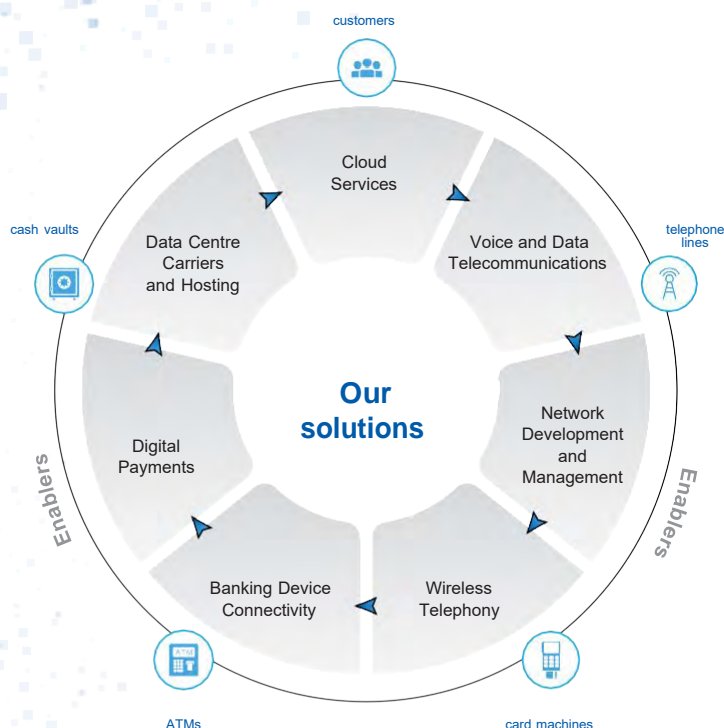 customers
Cloud
Services
cash vaults
Data Centre
Carriers
and Hosting
Voice and Data
Telecommunications
telephone
lines
Our
solutions
Network
Development
and
Management
Digital
Payments
Enablers
Enablers
Banking Device
Connectivity
Wireless
Telephony
ATM
ATMs
card machines